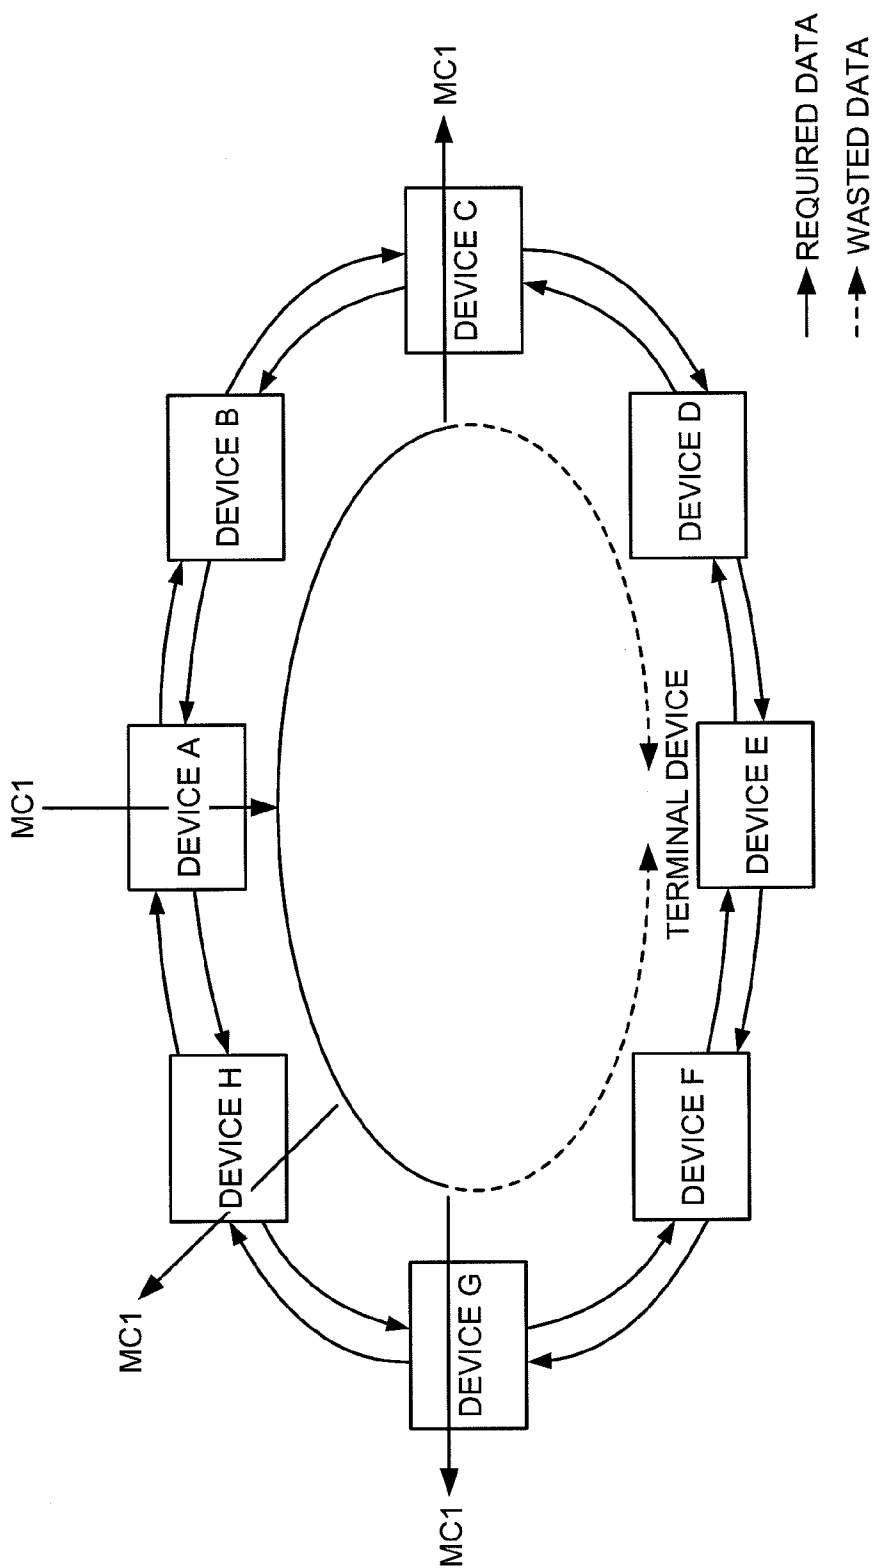 MC1
DEVICE A
DEVICE B
DEVICE C
MC1
DEVICE D
DEVICE E
TERMINAL DEVICE
DEVICE F
DEVICE G
MC1
DEVICE H
MC1
REQUIRED DATA
WASTED DATA